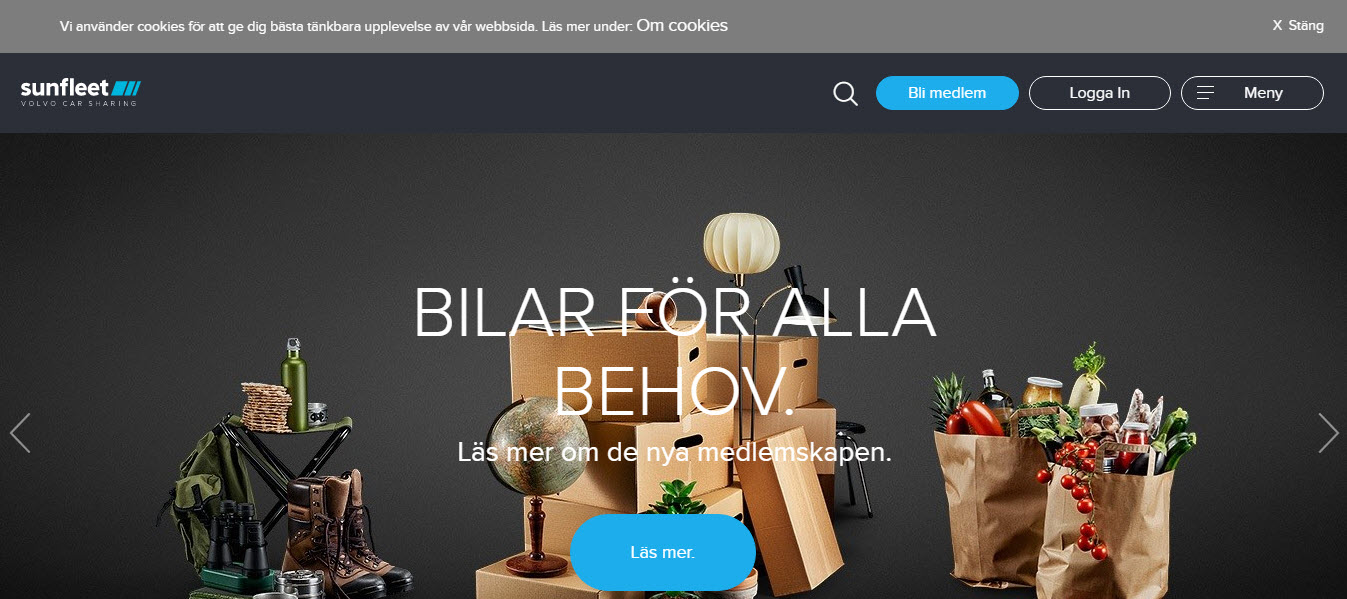 Vi använder cookies för att ge dig bästa tänkbara upplevelse av vår webbsida. Läs mer under: Om cookies
X Stäng
sunfleet
VOLVO CAR SHARING
Bli medlem
Logga In
Meny
BILAR FÖR ALLA
BEHOV.
Läs mer om de nya medlemskapen.
Läs mer.